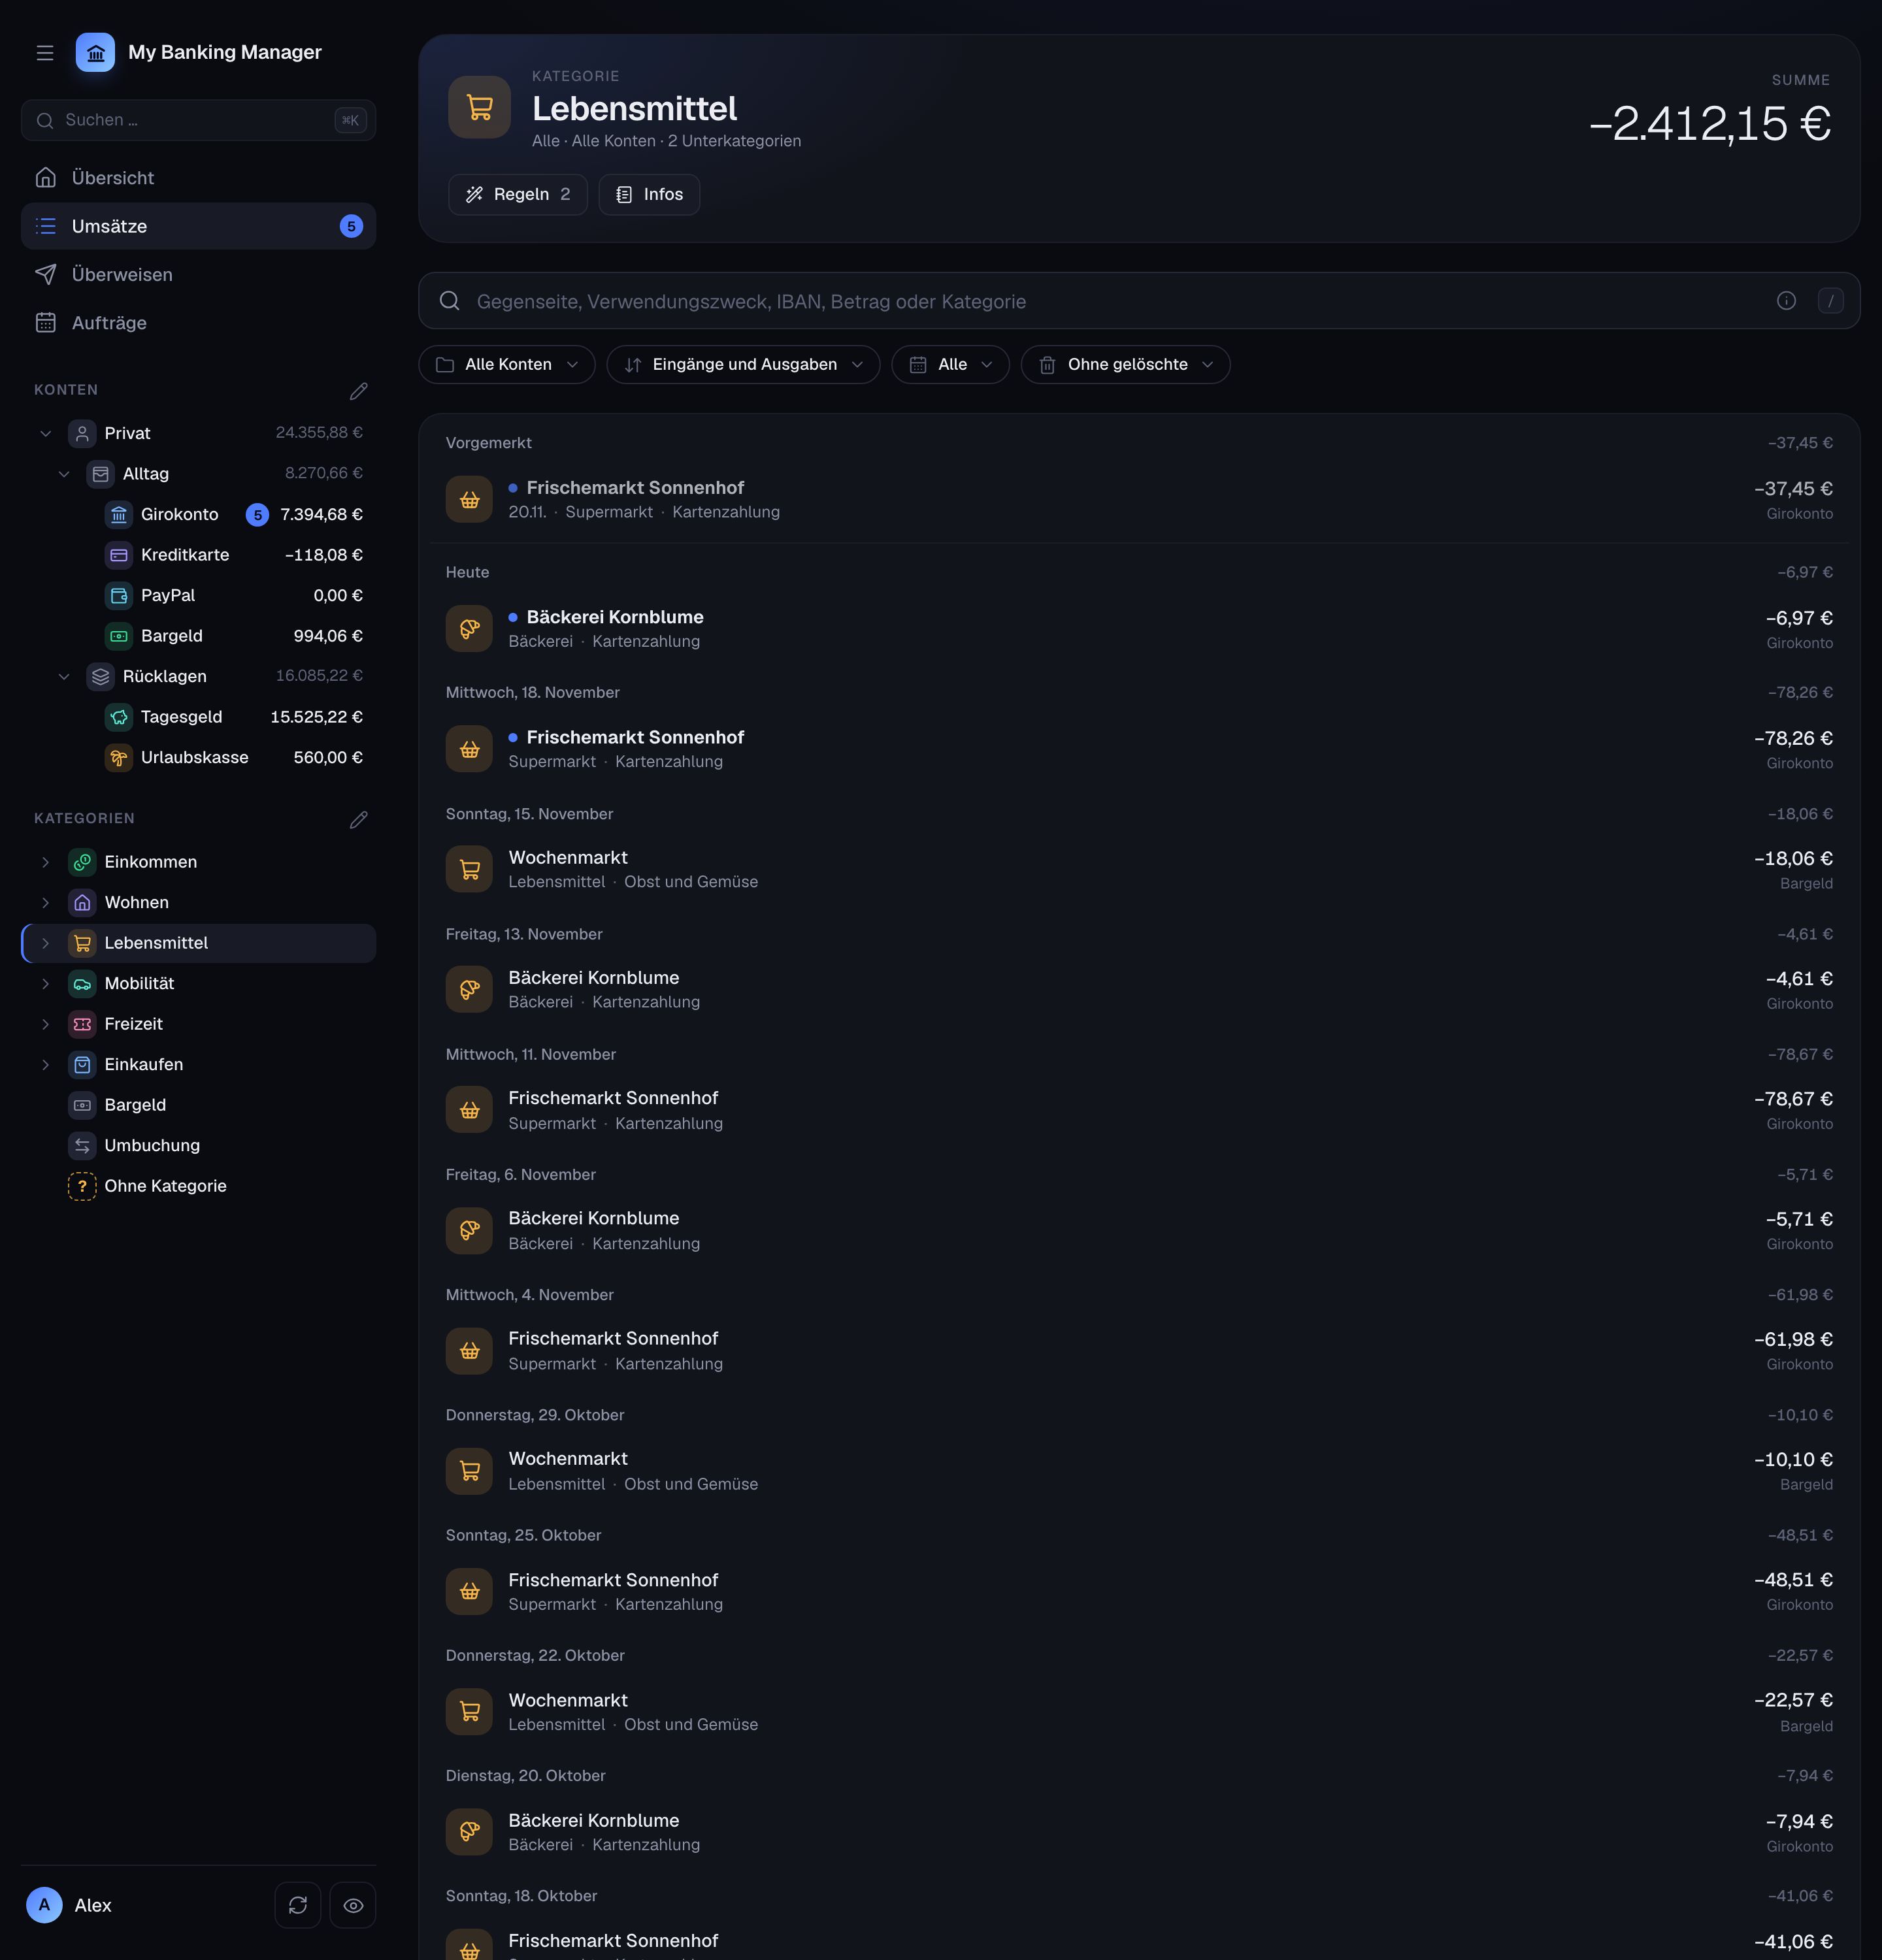 My Banking Manager
Suchen …
⌘K
Übersicht
Umsätze 5
Überweisen
Aufträge
KONTEN
Privat 24.355,88 €
Alltag 8.270,66 €
Girokonto 5 7.394,68 €
Kreditkarte −118,08 €
PayPal 0,00 €
Bargeld 994,06 €
Rücklagen 16.085,22 €
Tagesgeld 15.525,22 €
Urlaubskasse 560,00 €
KATEGORIEN
Einkommen
Wohnen
Lebensmittel
Mobilität
Freizeit
Einkaufen
Bargeld
Umbuchung
? Ohne Kategorie
A Alex
KATEGORIE
Lebensmittel
Alle · Alle Konten · 2 Unterkategorien
SUMME
−2.412,15 €
Regeln 2 Infos
Gegenseite, Verwendungszweck, IBAN, Betrag oder Kategorie /
Alle Konten Eingänge und Ausgaben Alle Ohne gelöschte
Vorgemerkt −37,45 €
Frischemarkt Sonnenhof −37,45 €
20.11. · Supermarkt · Kartenzahlung Girokonto
Heute −6,97 €
Bäckerei Kornblume −6,97 €
Bäckerei · Kartenzahlung Girokonto
Mittwoch, 18. November −78,26 €
Frischemarkt Sonnenhof −78,26 €
Supermarkt · Kartenzahlung Girokonto
Sonntag, 15. November −18,06 €
Wochenmarkt −18,06 €
Lebensmittel · Obst und Gemüse Bargeld
Freitag, 13. November −4,61 €
Bäckerei Kornblume −4,61 €
Bäckerei · Kartenzahlung Girokonto
Mittwoch, 11. November −78,67 €
Frischemarkt Sonnenhof −78,67 €
Supermarkt · Kartenzahlung Girokonto
Freitag, 6. November −5,71 €
Bäckerei Kornblume −5,71 €
Bäckerei · Kartenzahlung Girokonto
Mittwoch, 4. November −61,98 €
Frischemarkt Sonnenhof −61,98 €
Supermarkt · Kartenzahlung Girokonto
Donnerstag, 29. Oktober −10,10 €
Wochenmarkt −10,10 €
Lebensmittel · Obst und Gemüse Bargeld
Sonntag, 25. Oktober −48,51 €
Frischemarkt Sonnenhof −48,51 €
Supermarkt · Kartenzahlung Girokonto
Donnerstag, 22. Oktober −22,57 €
Wochenmarkt −22,57 €
Lebensmittel · Obst und Gemüse Bargeld
Dienstag, 20. Oktober −7,94 €
Bäckerei Kornblume −7,94 €
Bäckerei · Kartenzahlung Girokonto
Sonntag, 18. Oktober −41,06 €
Frischemarkt Sonnenhof −41,06 €